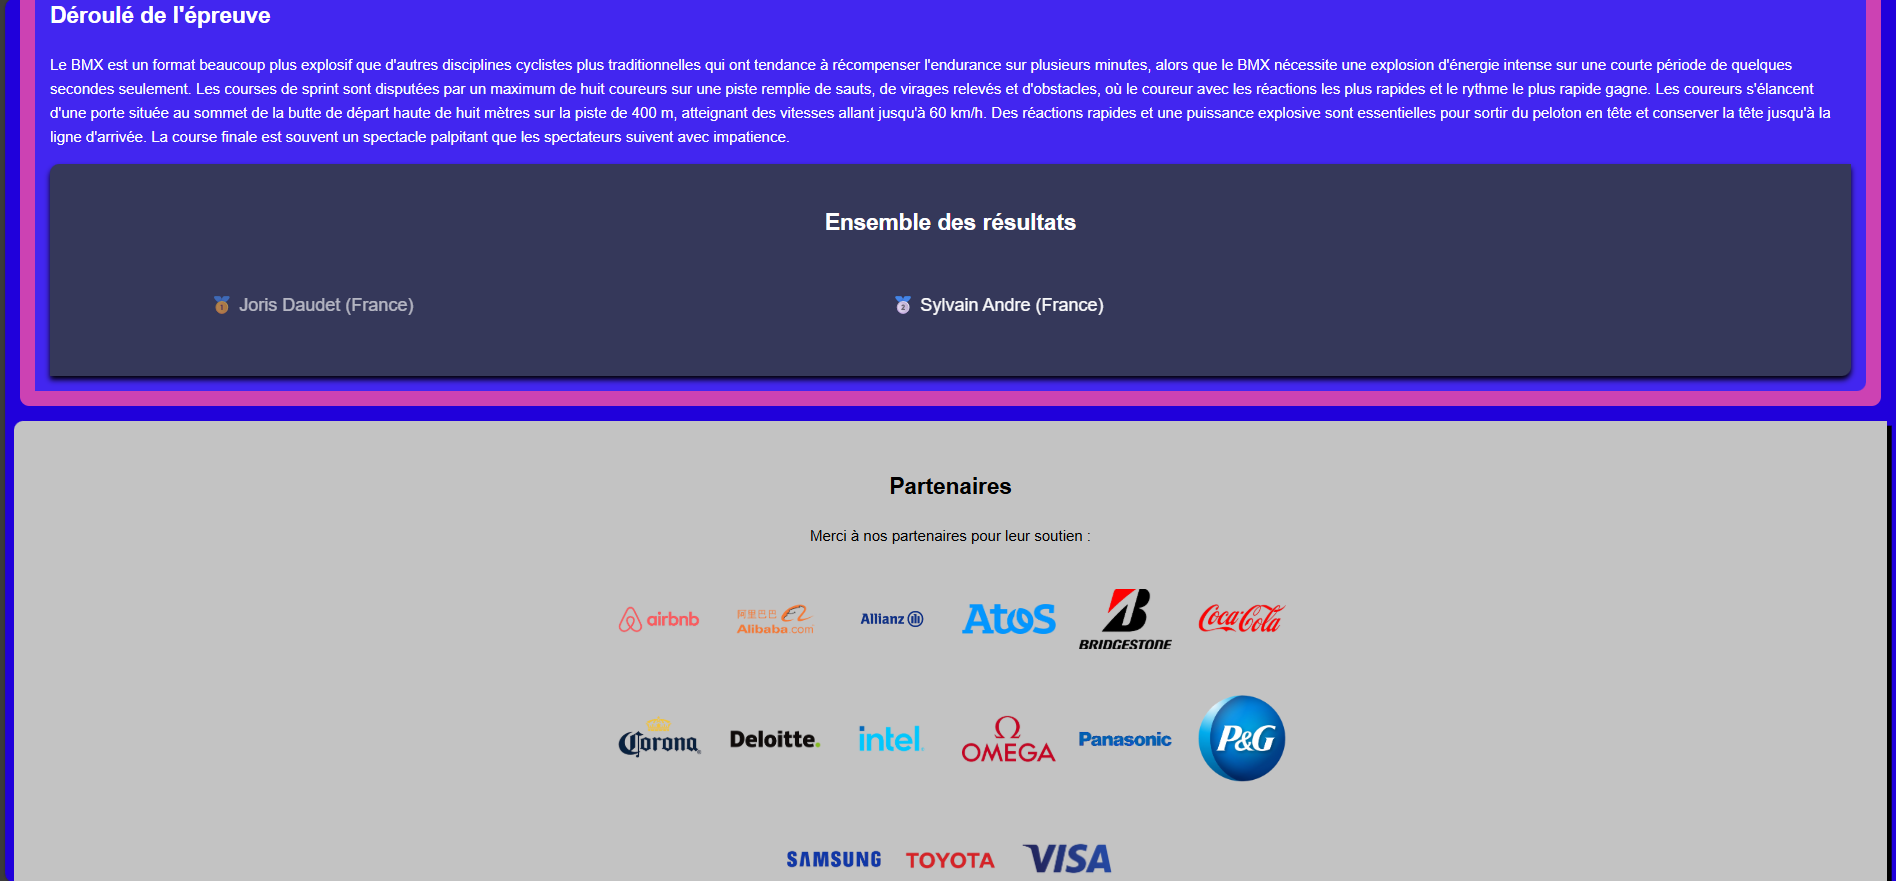 Déroulé de l'épreuve
Le BMX est un format beaucoup plus explosif que d'autres disciplines cyclistes plus traditionnelles qui ont tendance à récompenser l'endurance sur plusieurs minutes, alors que le BMX nécessite une explosion d'énergie intense sur une courte période de quelques
secondes seulement. Les courses de sprint sont disputées par un maximum de huit coureurs sur une piste remplie de sauts, de virages relevés et d'obstacles, où le coureur avec les réactions les plus rapides et le rythme le plus rapide gagne. Les coureurs s'élancent
d'une porte située au sommet de la butte de départ haute de huit mètres sur la piste de 400 m, atteignant des vitesses allant jusqu'à 60 km/h. Des réactions rapides et une puissance explosive sont essentielles pour sortir du peloton en tête et conserver la tête jusqu'à la
ligne d'arrivée. La course finale est souvent un spectacle palpitant que les spectateurs suivent avec impatience.
Ensemble des résultats
1 Joris Daudet (France)
2 Sylvain Andre (France)
Partenaires
Merci à nos partenaires pour leur soutien :
airbnb
阿里巴巴
Alibaba.com
Allianz
Atos
BRIDGESTONE
Coca-Cola
Corona
Deloitte.
intel.
Ω
OMEGA
Panasonic
P&G
SAMSUNG
TOYOTA
VISA